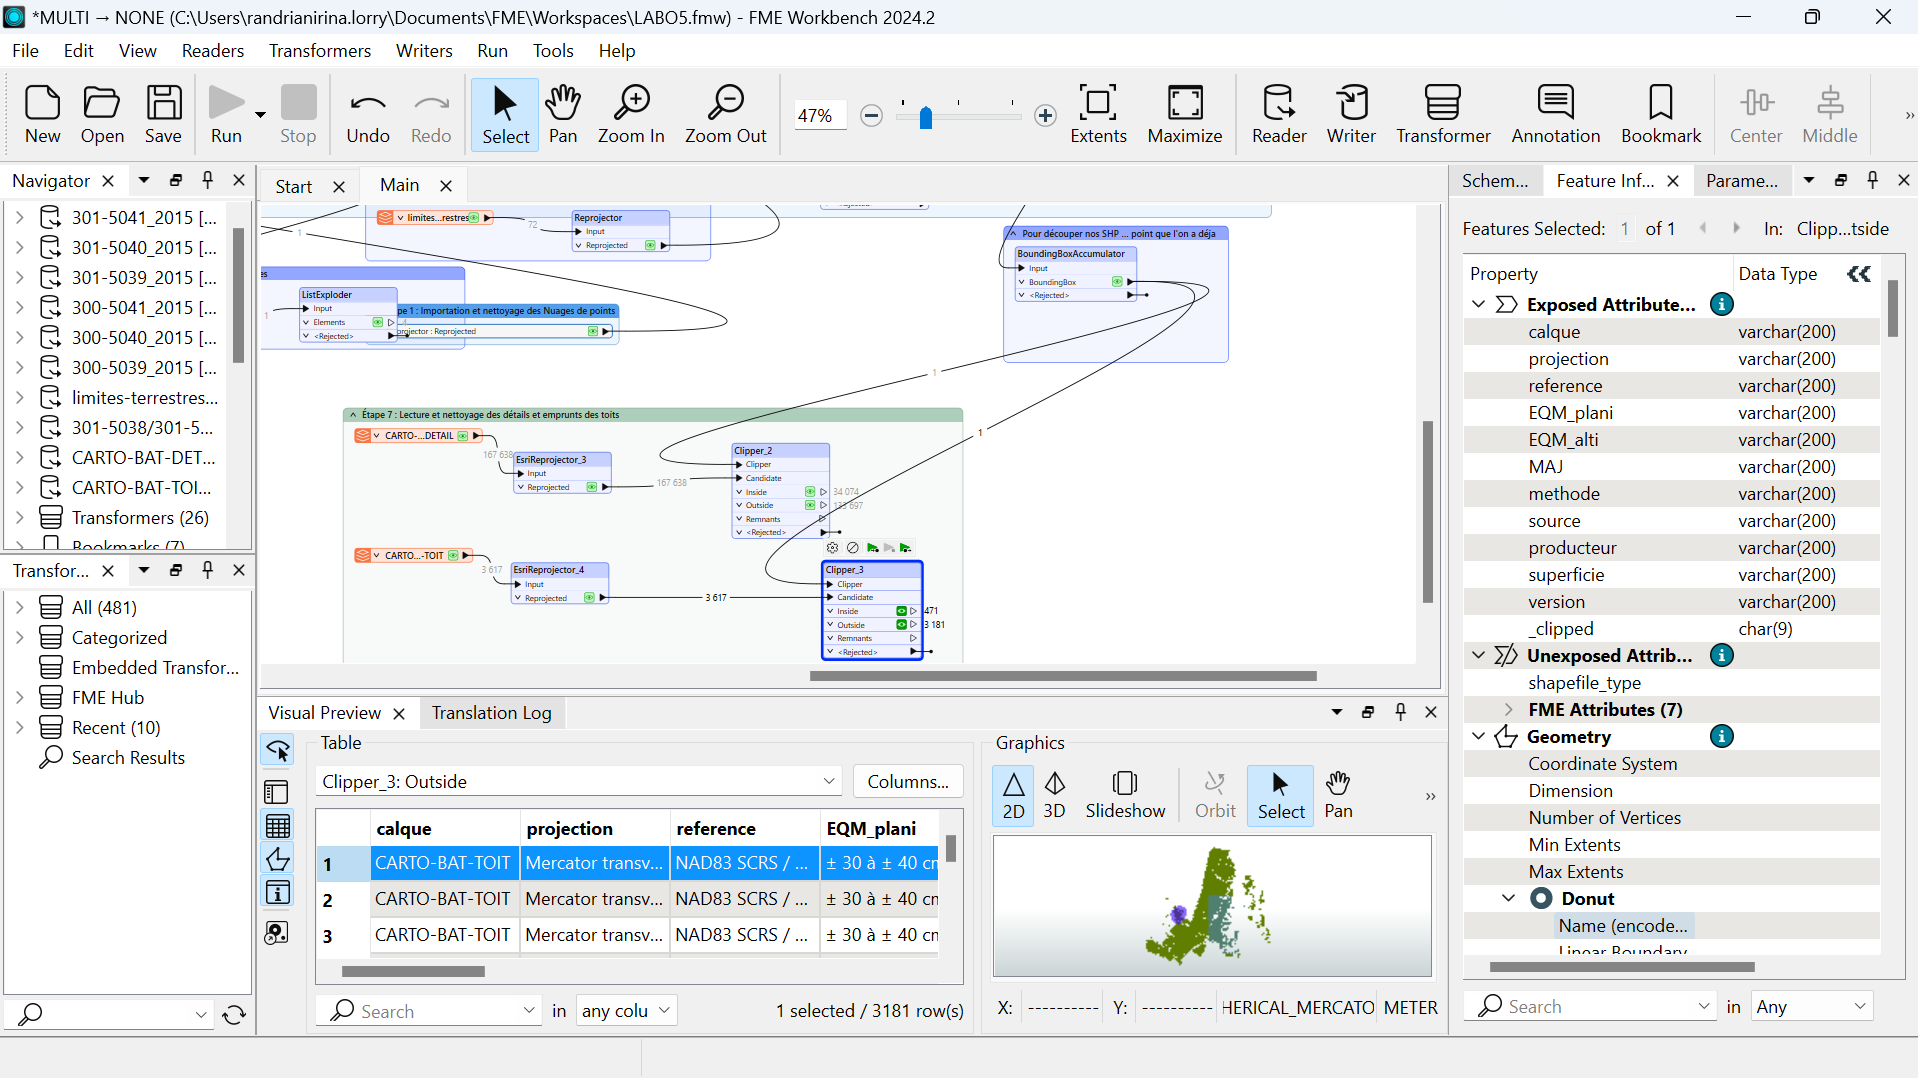 *MULTI → NONE (C:\Users\randrianirina.lorry\Documents\FME\Workspaces\LABO5.fmw) - FME Workbench 2024.2
File Edit View Readers Transformers Writers Run Tools Help
New Open Save Run Stop Undo Redo Select Pan Zoom In Zoom Out 47% Extents Maximize Reader Writer Transformer Annotation Bookmark Center Middle
Navigator
301-5041_2015 [...
301-5040_2015 [...
301-5039_2015 [...
300-5041_2015 [...
300-5040_2015 [...
300-5039_2015 [...
limites-terrestres...
301-5038/301-5...
CARTO-BAT-DET...
CARTO-BAT-TOI...
Transformers (26)
Bookmarks (7)
Transfor...
All (481)
Categorized
Embedded Transfor...
FME Hub
Recent (10)
Search Results
Start Main
limites...restres
72
Reprojector
Input
Reprojected
1
es
ListExploder
Input
Elements
<Rejected>
1
pe 1 : Importation et nettoyage des Nuages de points
projector : Reprojected
Pour découper nos SHP ... point que l'on a déja
BoundingBoxAccumulator
Input
BoundingBox
<Rejected>
1
1
Étape 7 : Lecture et nettoyage des détails et emprunts des toits
CARTO-...DETAIL
167 638
EsriReprojector_3
Input
Reprojected
167 638
Clipper_2
Clipper
Candidate
Inside
34 074
Outside
133 697
Remnants
<Rejected>
CARTO...-TOIT
3 617
EsriReprojector_4
Input
Reprojected
3 617
Clipper_3
Clipper
Candidate
Inside
471
Outside
3 181
Remnants
<Rejected>
Visual Preview Translation Log
Table
Clipper_3: Outside Columns...
calque projection reference EQM_plani
1 CARTO-BAT-TOIT Mercator transv... NAD83 SCRS / ... ± 30 à ± 40 cm
2 CARTO-BAT-TOIT Mercator transv... NAD83 SCRS / ... ± 30 à ± 40 cm
3 CARTO-BAT-TOIT Mercator transv... NAD83 SCRS / ... ± 30 à ± 40 cm
Search in any colu 1 selected / 3181 row(s)
Graphics
2D 3D Slideshow Orbit Select Pan
X: ---------- Y: ---------- HERICAL_MERCATO METER
Schem... Feature Inf... Parame...
Features Selected: 1 of 1 In: Clipp...tside
Property Data Type
Exposed Attribute...
calque varchar(200)
projection varchar(200)
reference varchar(200)
EQM_plani varchar(200)
EQM_alti varchar(200)
MAJ varchar(200)
methode varchar(200)
source varchar(200)
producteur varchar(200)
superficie varchar(200)
version varchar(200)
_clipped char(9)
Unexposed Attrib...
shapefile_type
FME Attributes (7)
Geometry
Coordinate System
Dimension
Number of Vertices
Min Extents
Max Extents
Donut
Name (encode...
Linear Boundary
Search in Any